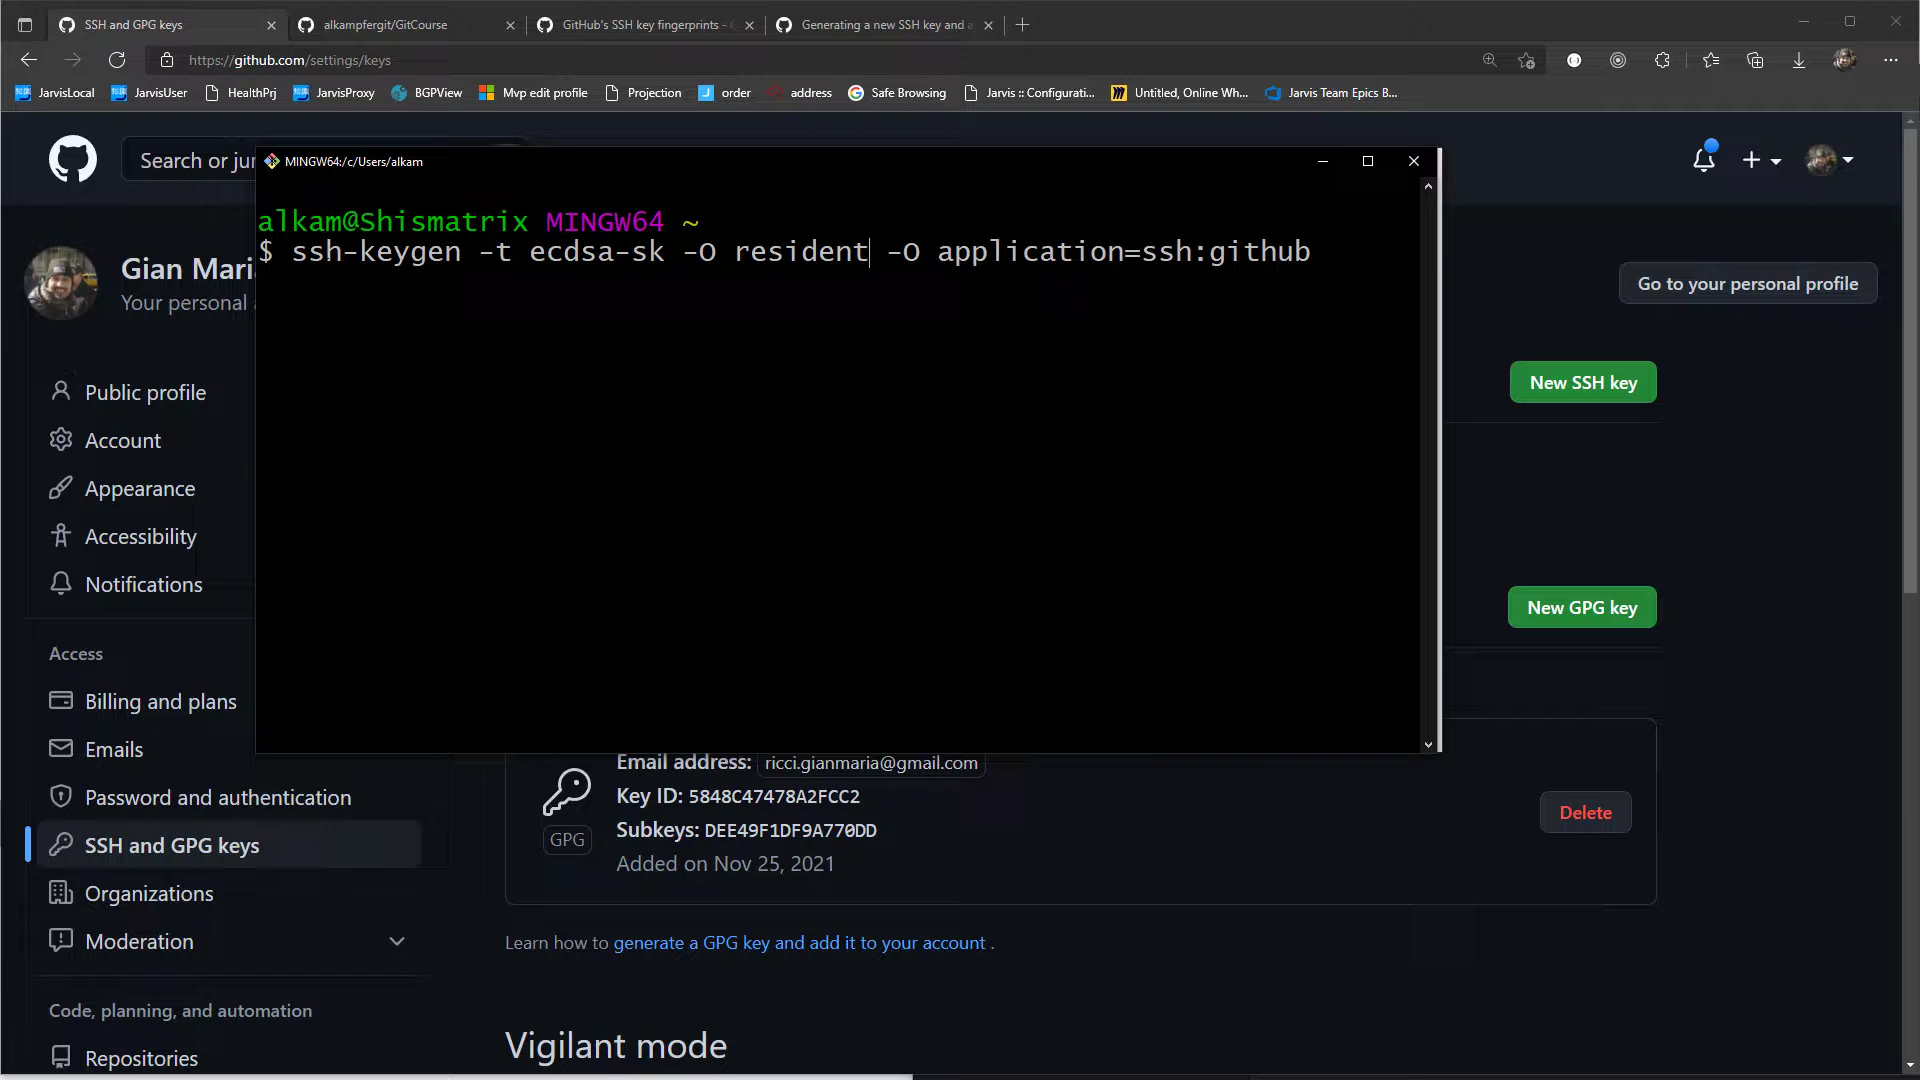 SSH and GPG keys
alkampfergit/GitCourse
GitHub's SSH key fingerprints -
Generating a new SSH key and a
https://github.com/settings/keys
JarvisLocal
JarvisUser
HealthPrj
JarvisProxy
BGPView
Mvp edit profile
Projection
order
address
Safe Browsing
Jarvis :: Configurati...
Untitled, Online Wh...
Jarvis Team Epics B...
Search or jur
MINGW64:/c/Users/alkam
alkam@Shismatrix MINGW64 ~
$ ssh-keygen -t ecdsa-sk -O resident -O application=ssh:github
Gian Mari
Your personal
Go to your personal profile
Public profile
Account
Appearance
Accessibility
Notifications
New SSH key
New GPG key
Access
Billing and plans
Emails
Password and authentication
SSH and GPG keys
Organizations
Moderation
Code, planning, and automation
Repositories
Email address: ricci.gianmaria@gmail.com
Key ID: 5848C47478A2FCC2
Subkeys: DEE49F1DF9A770DD
Added on Nov 25, 2021
GPG
Delete
Learn how to generate a GPG key and add it to your account .
Vigilant mode